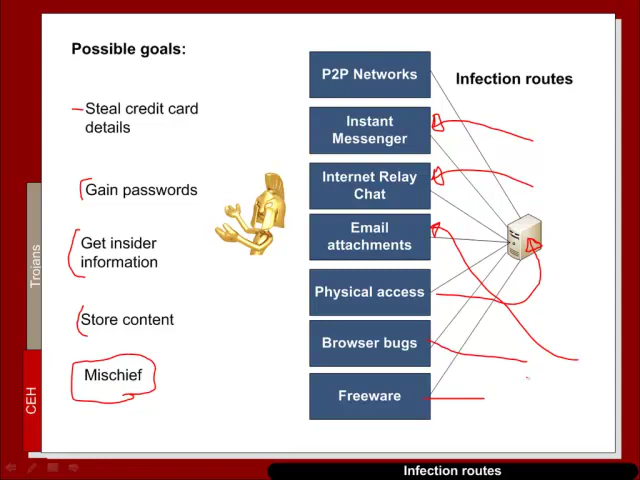 Possible goals:
Steal credit card
details
Gain passwords
Get insider
information
Store content
Mischief
P2P Networks
Instant
Messenger
Internet Relay
Chat
Email
attachments
Physical access
Browser bugs
Freeware
Infection routes
Trojans
CEH
Infection routes